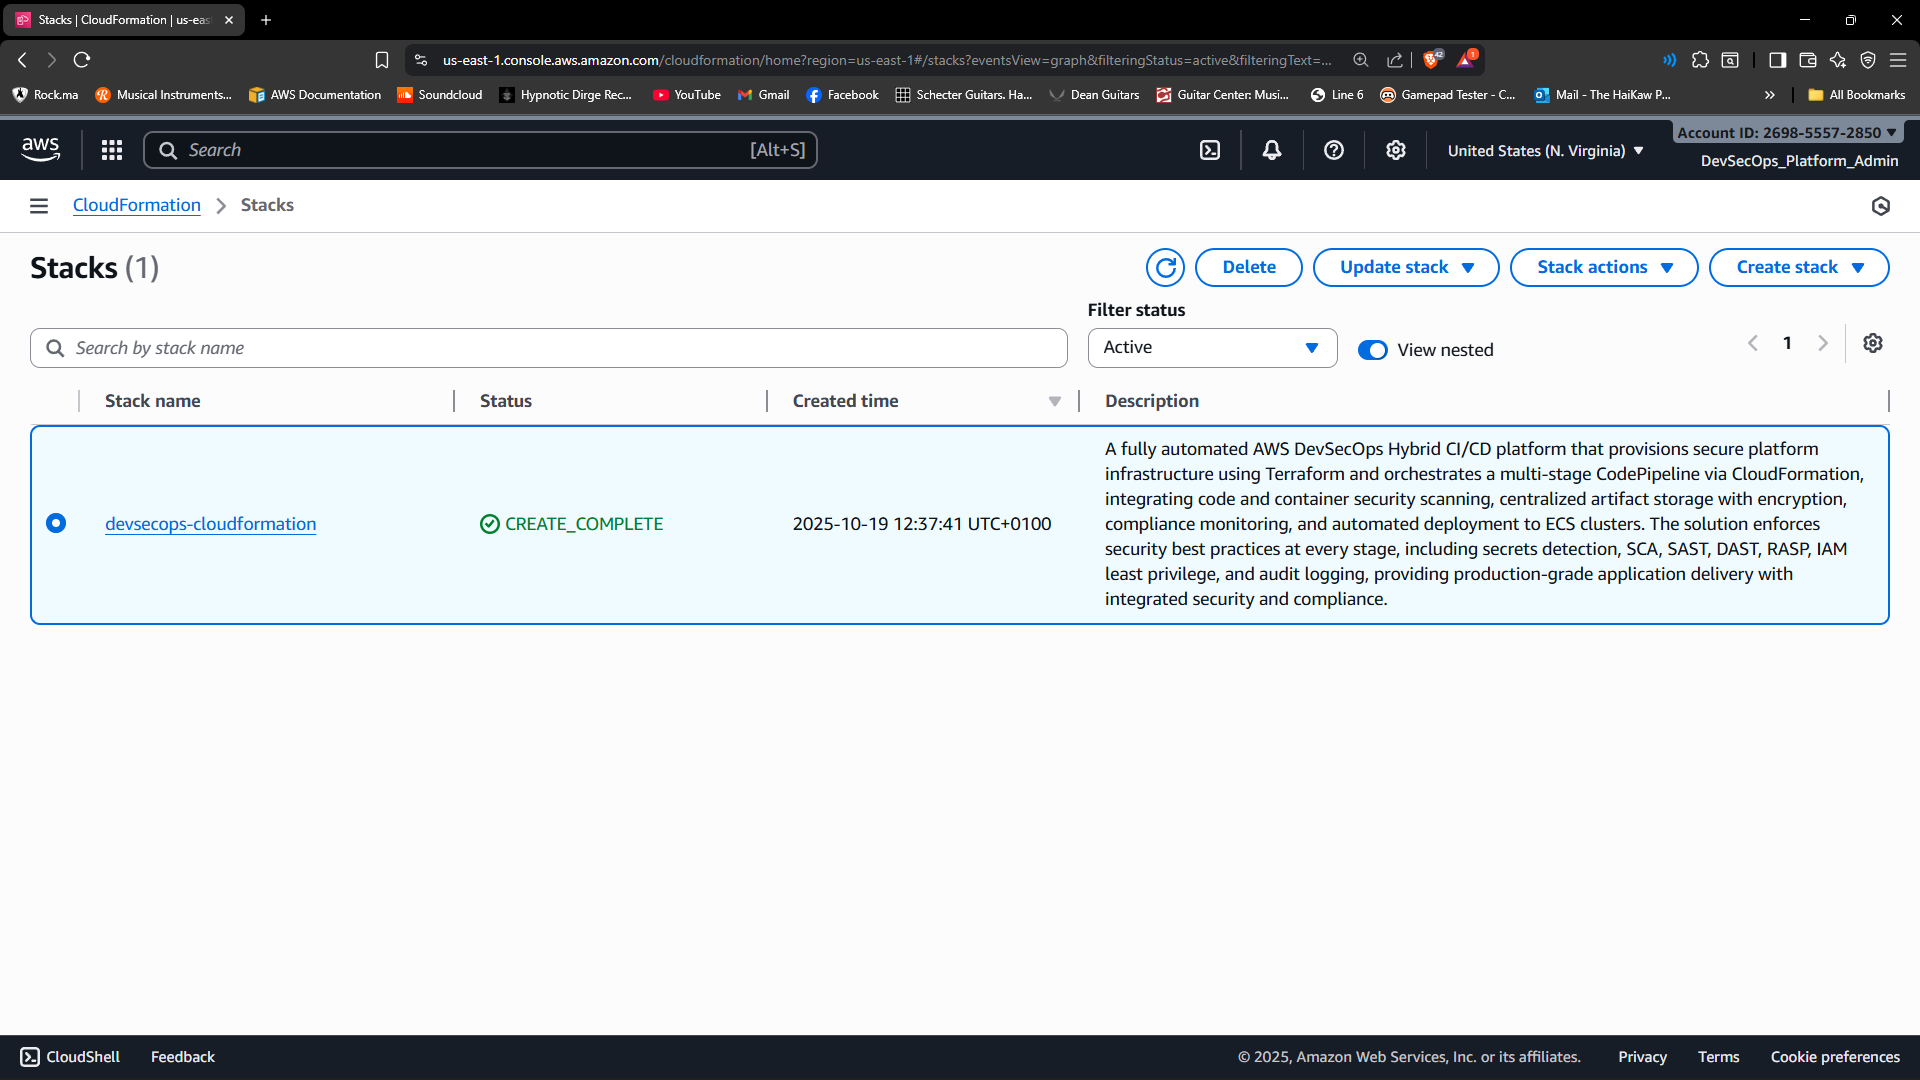 Stacks | CloudFormation | us-eas
us-east-1.console.aws.amazon.com/cloudformation/home?region=us-east-1#/stacks?eventsView=graph&filteringStatus=active&filteringText=...
42
1
Rock.ma
Musical Instruments...
AWS Documentation
Soundcloud
Hypnotic Dirge Rec...
YouTube
Gmail
Facebook
Schecter Guitars. Ha...
Dean Guitars
Guitar Center: Musi...
Line 6
Gamepad Tester - C...
Mail - The HaiKaw P...
All Bookmarks
aws
Search
[Alt+S]
United States (N. Virginia)
Account ID: 2698-5557-2850
DevSecOps_Platform_Admin
CloudFormation
Stacks
Stacks (1)
Delete
Update stack
Stack actions
Create stack
Search by stack name
Filter status
Active
View nested
1
Stack name
Status
Created time
Description
devsecops-cloudformation
CREATE_COMPLETE
2025-10-19 12:37:41 UTC+0100
A fully automated AWS DevSecOps Hybrid CI/CD platform that provisions secure platform
infrastructure using Terraform and orchestrates a multi-stage CodePipeline via CloudFormation,
integrating code and container security scanning, centralized artifact storage with encryption,
compliance monitoring, and automated deployment to ECS clusters. The solution enforces
security best practices at every stage, including secrets detection, SCA, SAST, DAST, RASP, IAM
least privilege, and audit logging, providing production-grade application delivery with
integrated security and compliance.
CloudShell
Feedback
© 2025, Amazon Web Services, Inc. or its affiliates.
Privacy
Terms
Cookie preferences